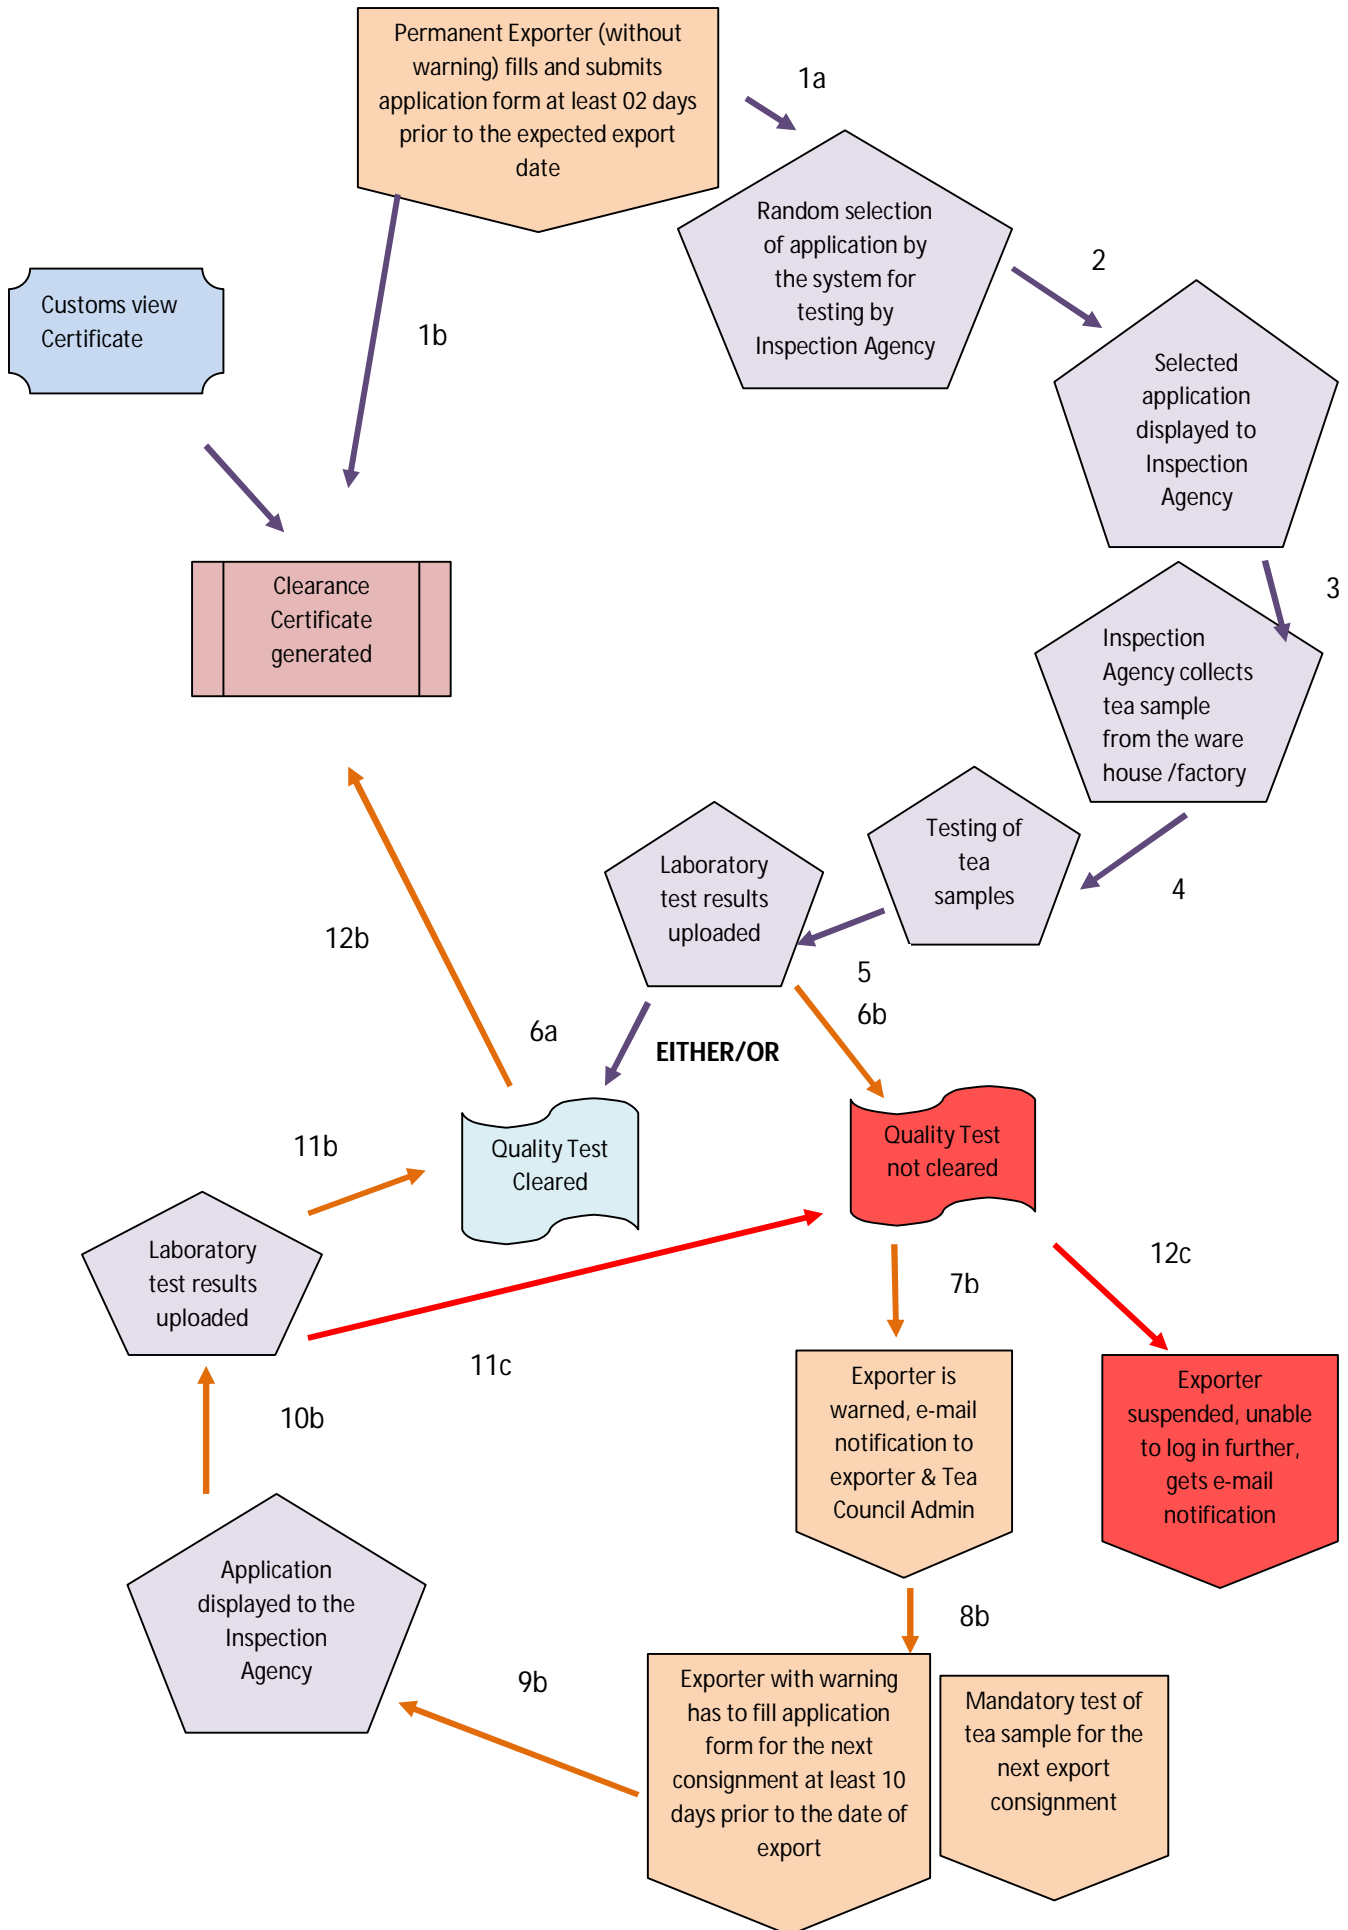 Permanent Exporter (without
warning) fills and submits
application form at least 02 days
prior to the expected export
date
1a
Random selection
of application by
the system for
testing by
Inspection Agency
2
Customs view
Certificate
1b
Selected
application
displayed to
Inspection
Agency
3
Clearance
Certificate
generated
Inspection
Agency collects
tea sample
from the ware
house /factory
4
Testing of
tea
samples
Laboratory
test results
uploaded
5
12b
6a
6b
EITHER/OR
11b
Quality Test
Cleared
Quality Test
not cleared
Laboratory
test results
uploaded
11c
7b
12c
Exporter is
warned, e-mail
notification to
exporter & Tea
Council Admin
Exporter
suspended, unable
to log in further,
gets e-mail
notification
10b
Application
displayed to the
Inspection
Agency
8b
9b
Exporter with warning
has to fill application
form for the next
consignment at least 10
days prior to the date of
export
Mandatory test of
tea sample for the
next export
consignment